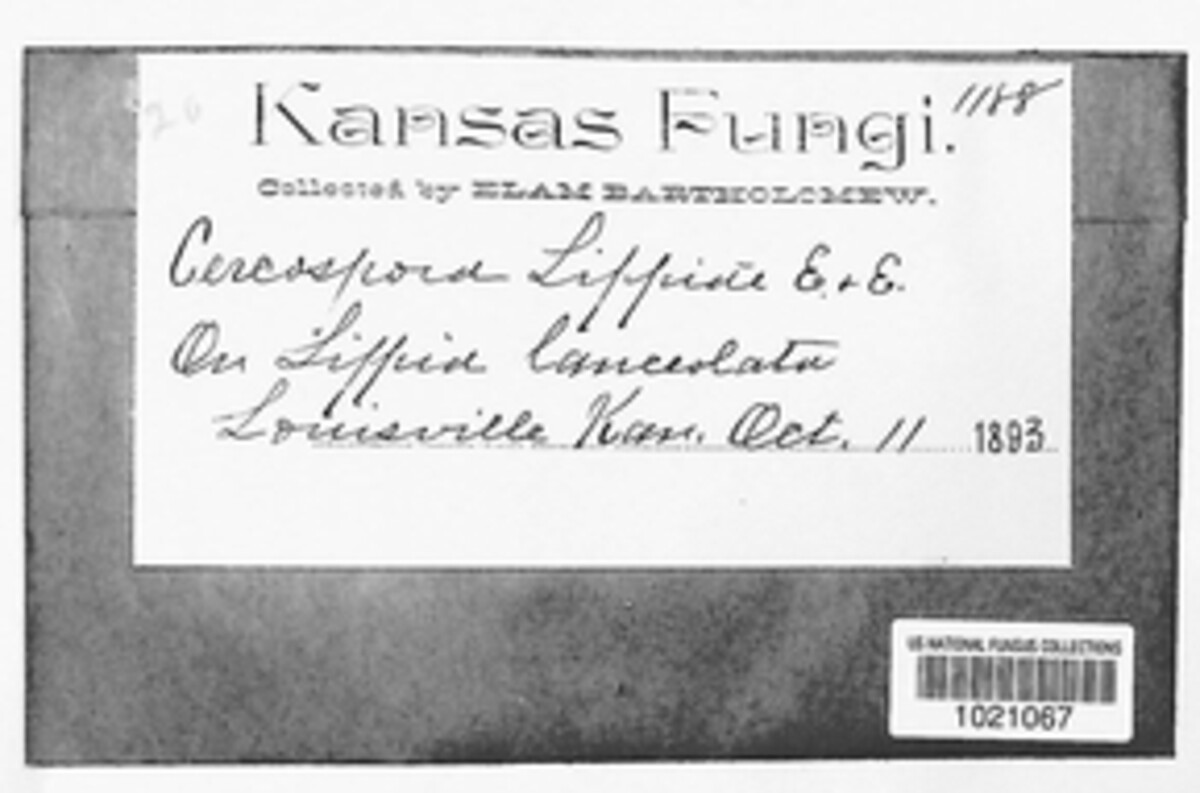 20
Kansas Fungi. 1188
Collected by ELAM BARTHOLOMEW.
Cercospora Lippiae E. & E.
On Lippia lanceolata
Louisville Kan. Oct. 11 1893
US NATIONAL FUNGUS COLLECTIONS
1021067